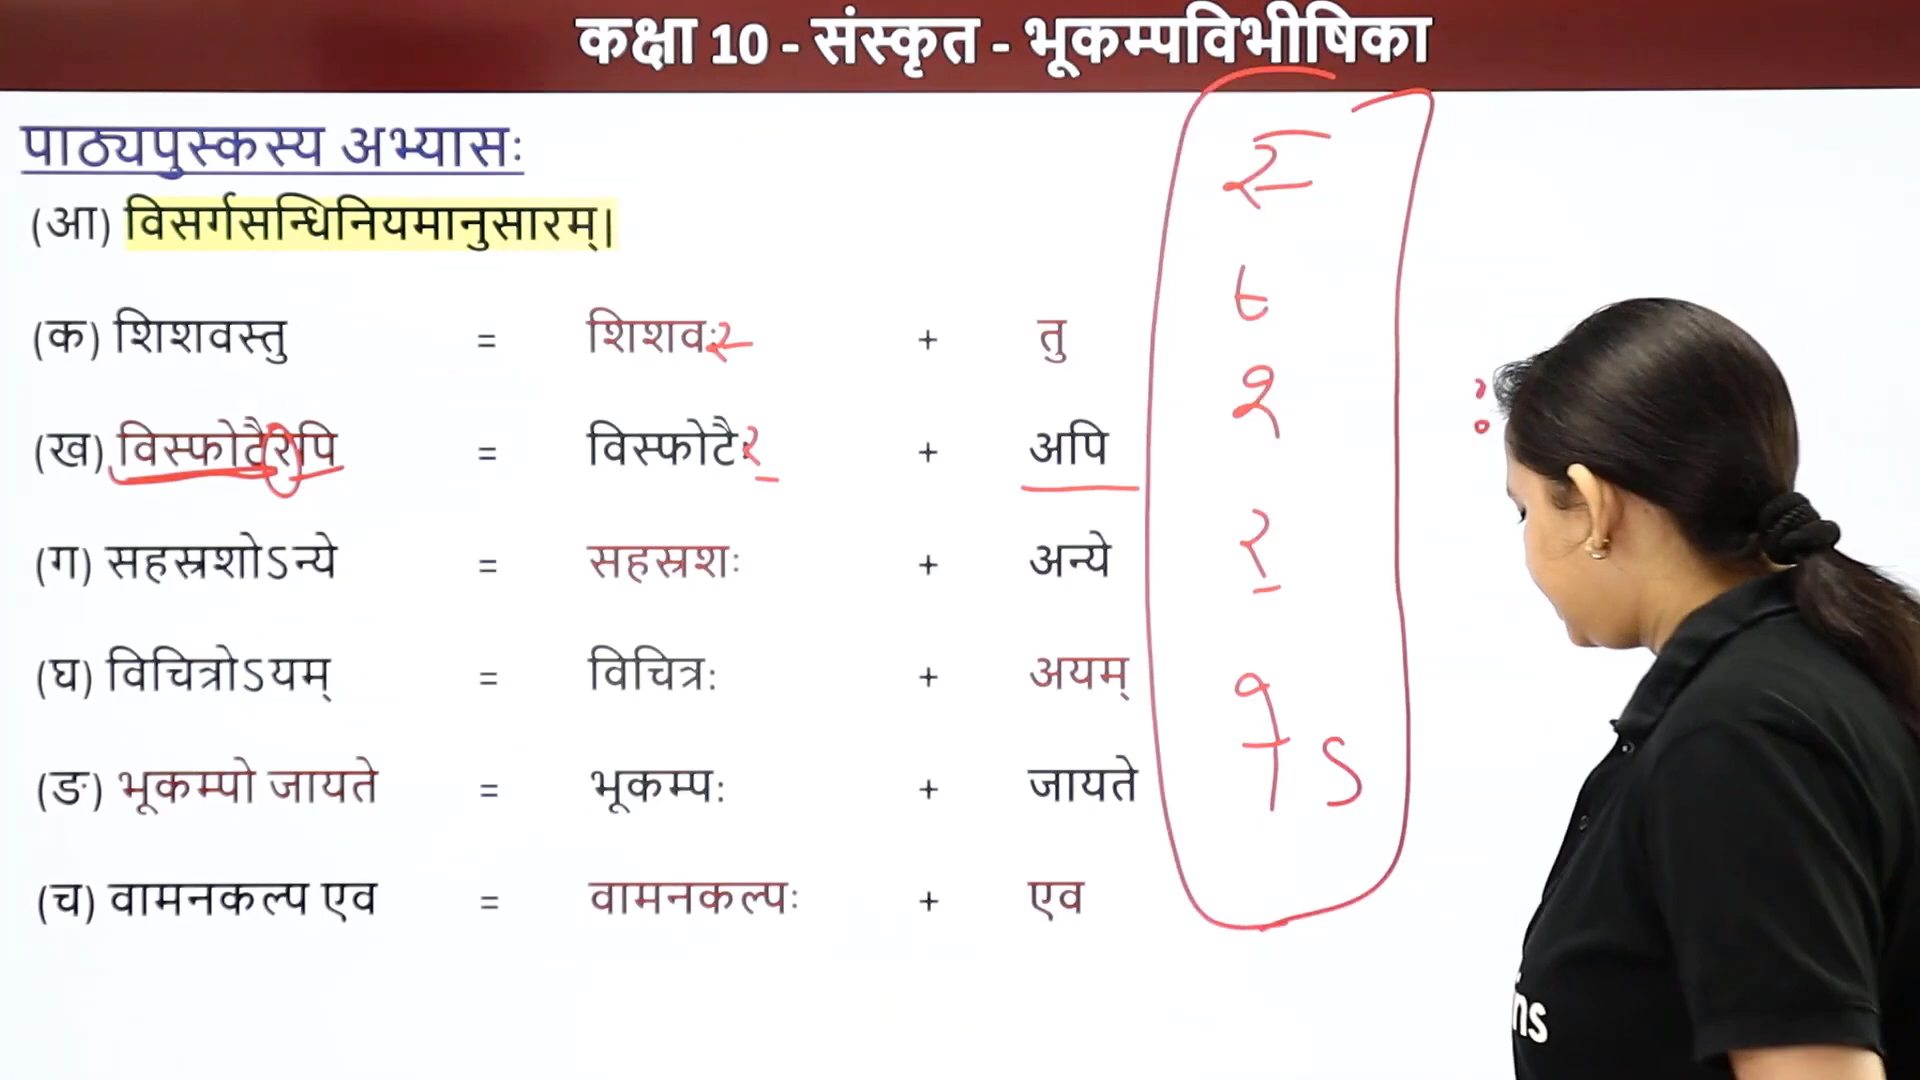 कक्षा 10 - संस्कृत - भूकम्पविभीषिका
पाठ्यपुस्कस्य अभ्यासः
(आ) विसर्गसन्धिनियमानुसारम्।
(क) शिशवस्तु = शिशवः + तु
(ख) विस्फोटैरपि = विस्फोटैः + अपि
(ग) सहस्रशोऽन्ये = सहस्रशः + अन्ये
(घ) विचित्रोऽयम् = विचित्रः + अयम्
(ङ) भूकम्पो जायते = भूकम्पः + जायते
(च) वामनकल्प एव = वामनकल्पः + एव
ns